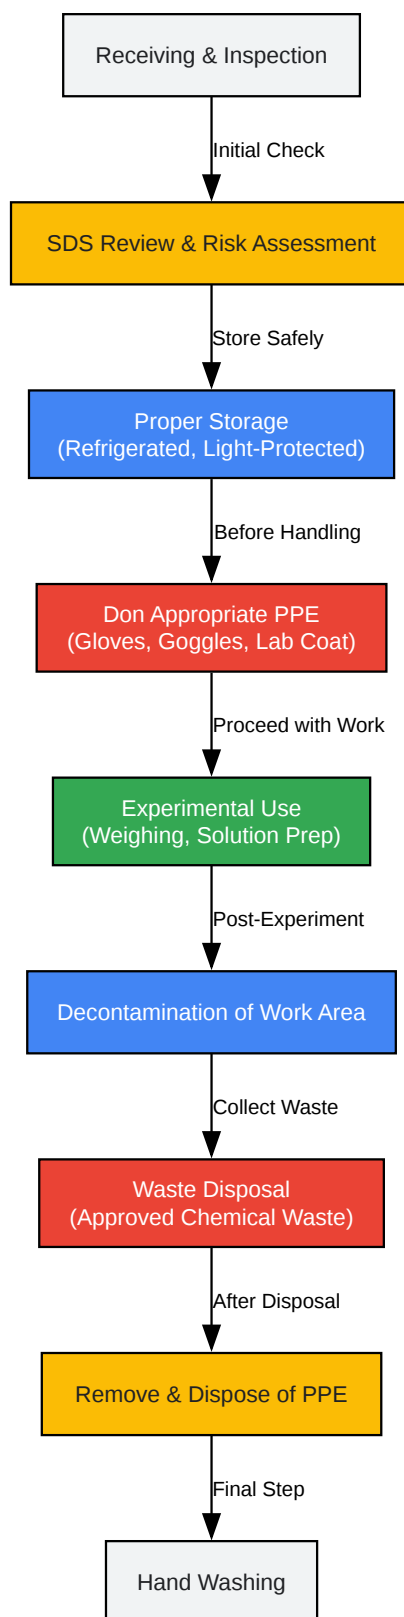 Receiving & Inspection
Initial Check
SDS Review & Risk Assessment
Store Safely
Proper Storage
(Refrigerated, Light-Protected)
Before Handling
Don Appropriate PPE
(Gloves, Goggles, Lab Coat)
Proceed with Work
Experimental Use
(Weighing, Solution Prep)
Post-Experiment
Decontamination of Work Area
Collect Waste
Waste Disposal
(Approved Chemical Waste)
After Disposal
Remove & Dispose of PPE
Final Step
Hand Washing